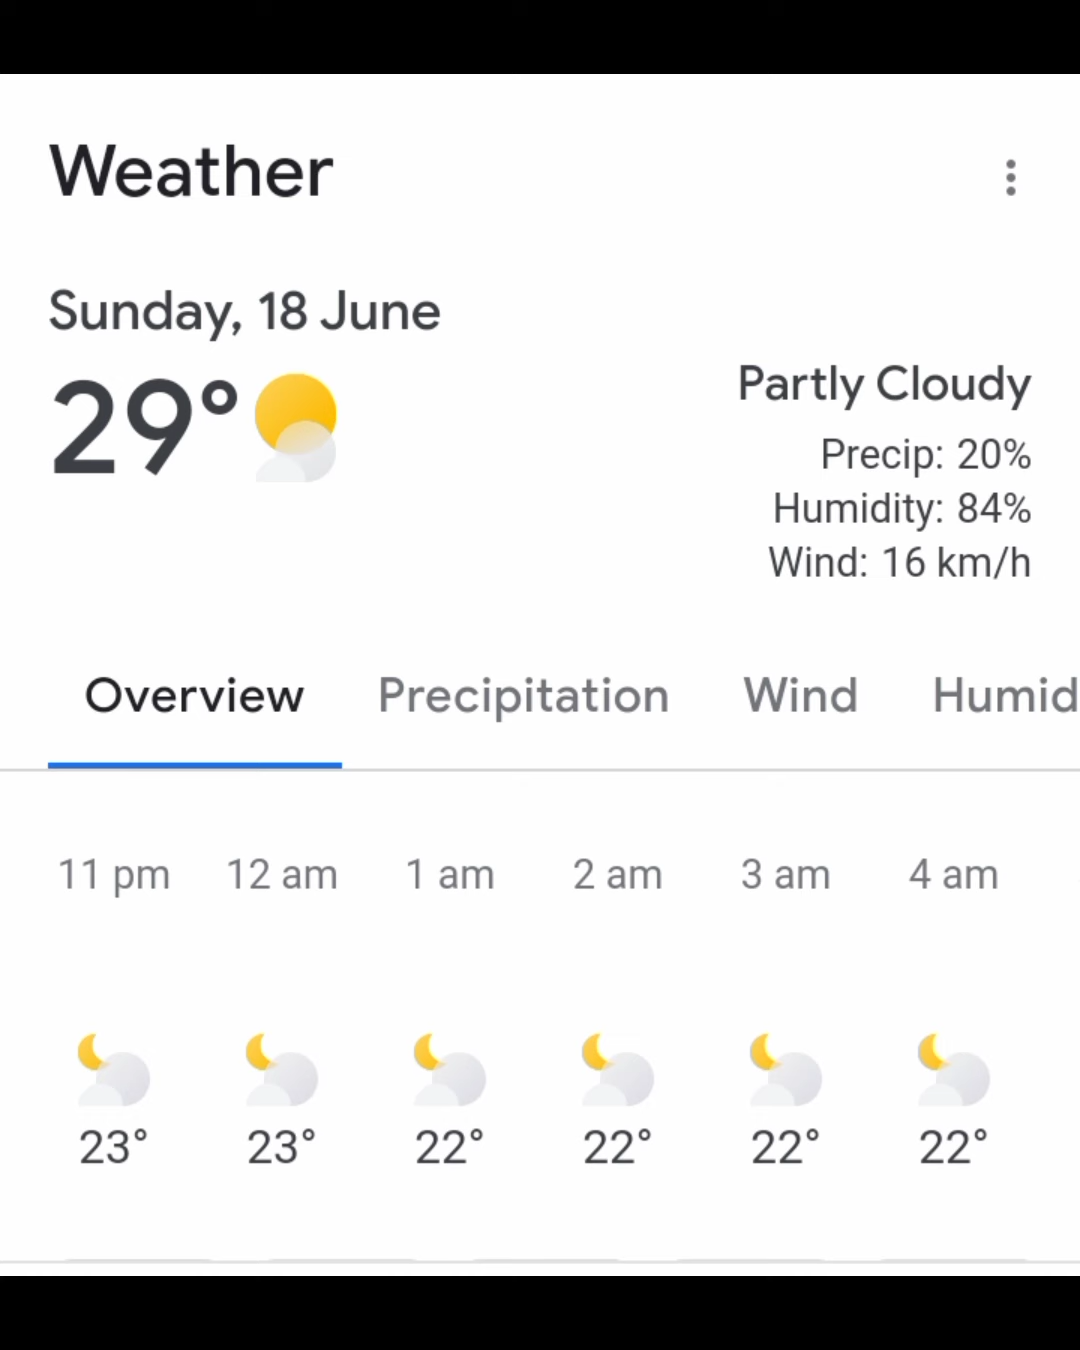 Weather
Sunday, 18 June
29°
Partly Cloudy
Precip: 20%
Humidity: 84%
Wind: 16 km/h
Overview Precipitation Wind Humid
11 pm 12 am 1 am 2 am 3 am 4 am
23° 23° 22° 22° 22° 22°